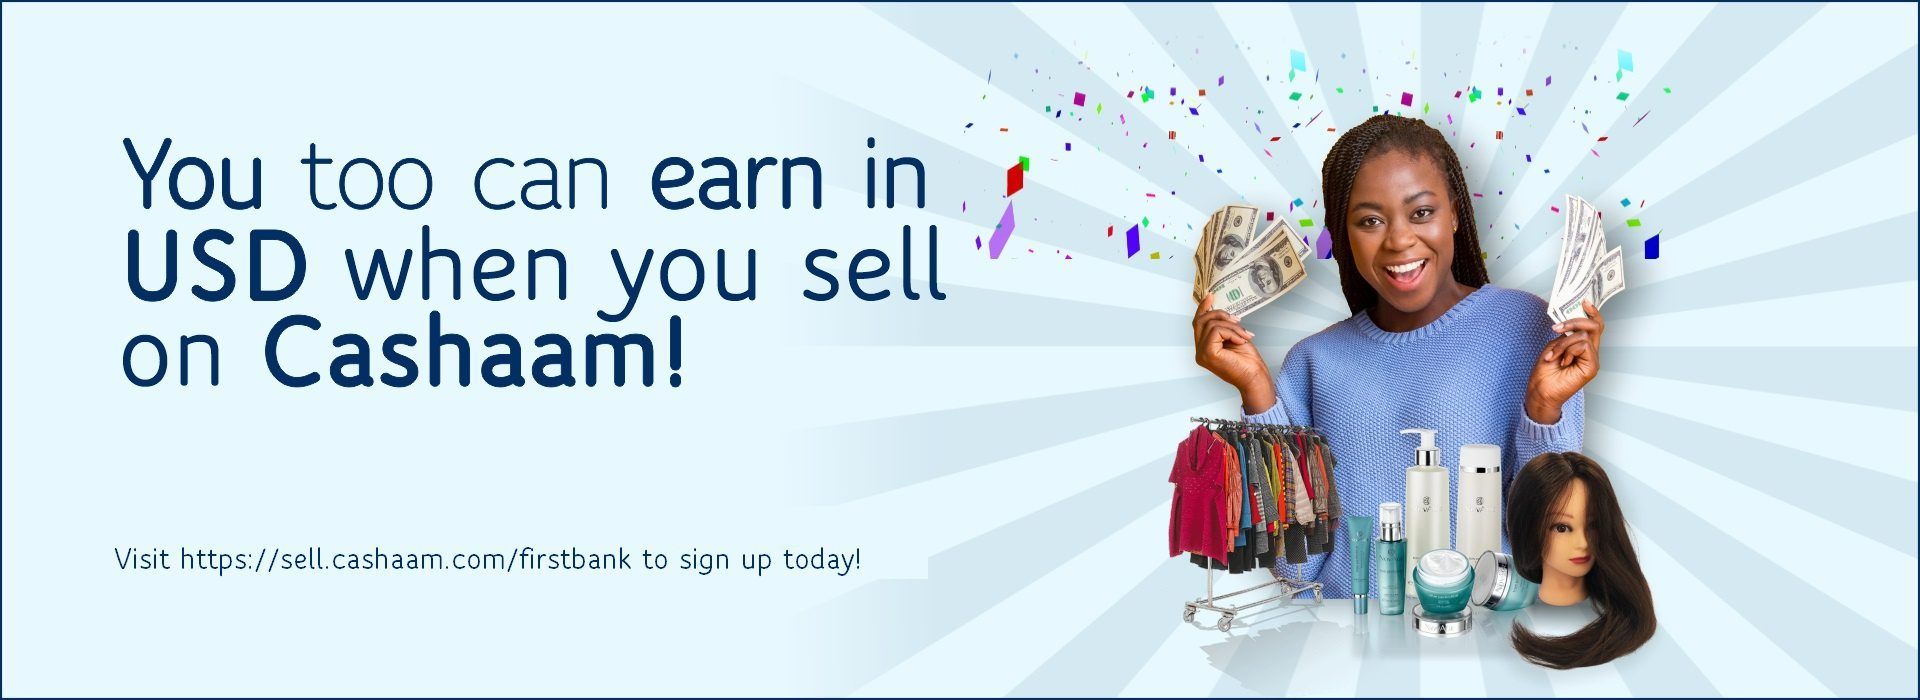 You too can earn in
USD when you sell
on Cashaam!
Visit https://sell.cashaam.com/firstbank to sign up today!